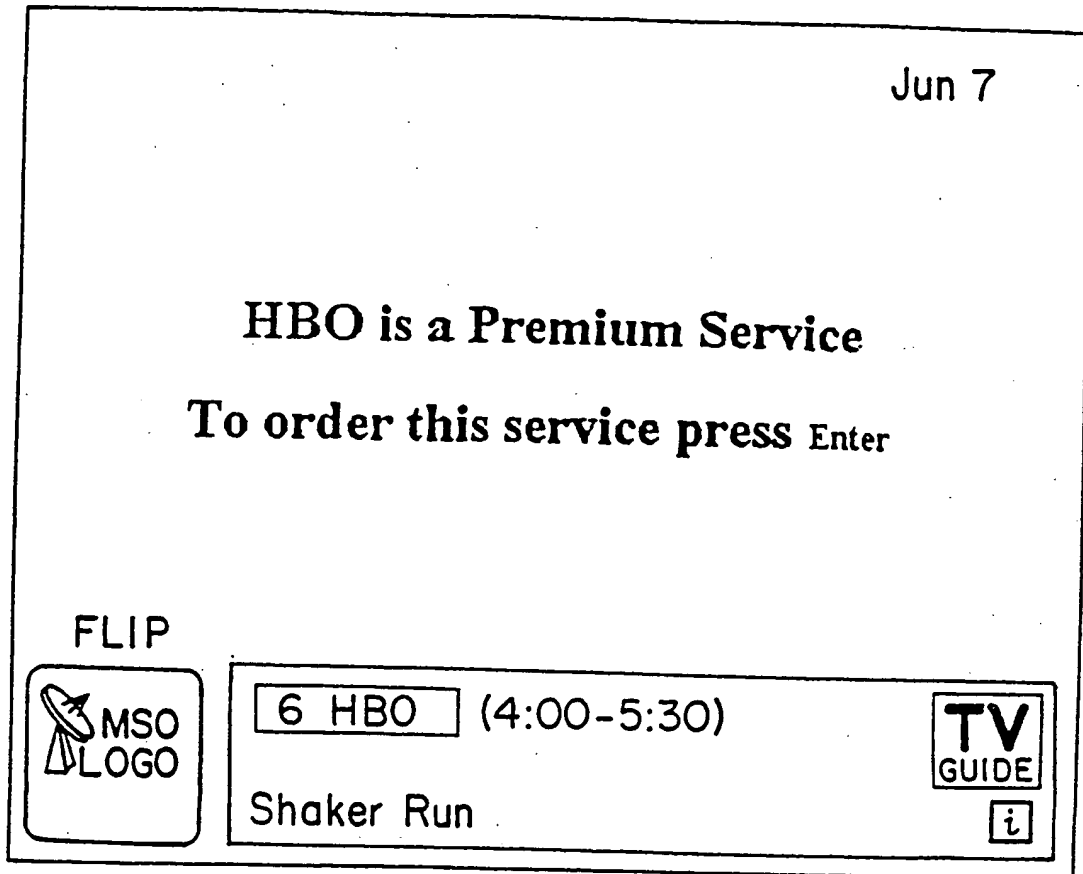 Jun 7
HBO is a Premium Service
To order this service press Enter
FLIP
MSO
LOGO
6 HBO (4:00-5:30)
Shaker Run
TV
GUIDE
i